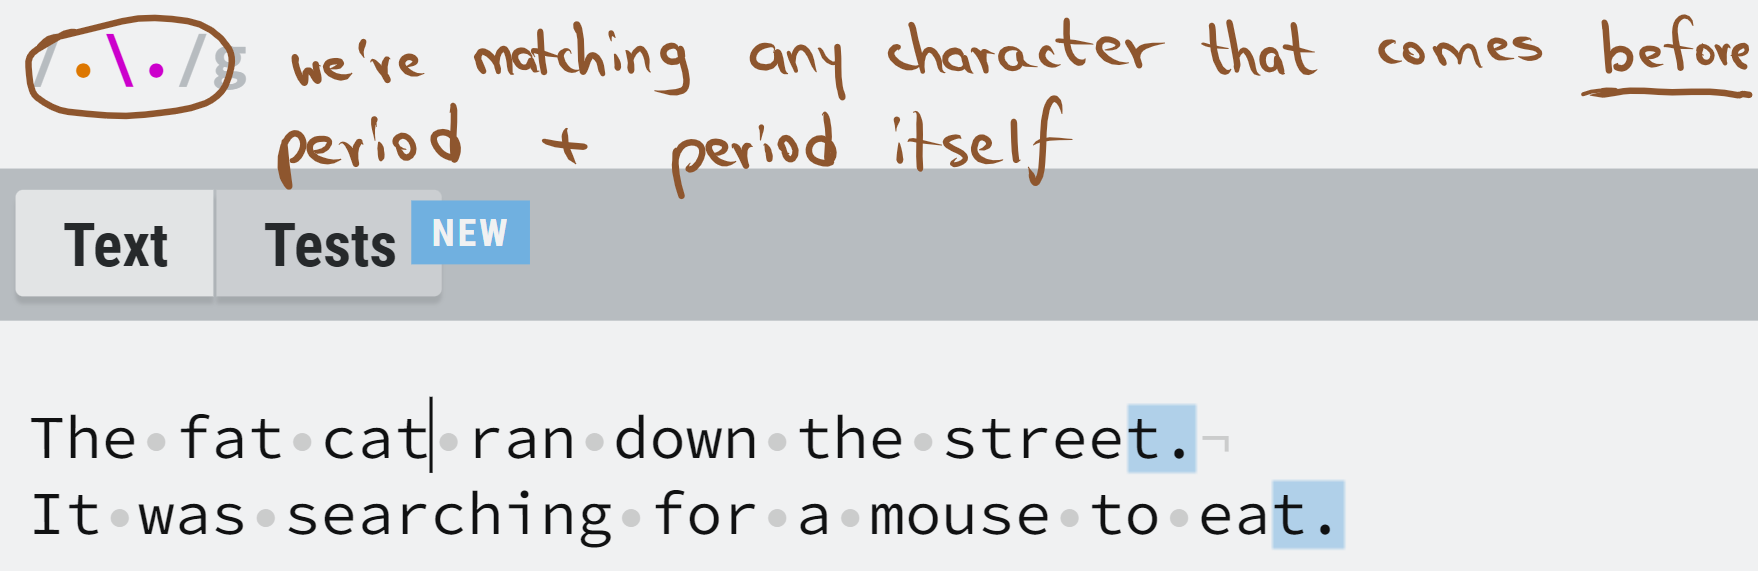 /.\./g we're matching any character that comes before
period + period itself
Text Tests NEW
The·fat·cat·ran·down·the·street.¬
It·was·searching·for·a·mouse·to·eat.